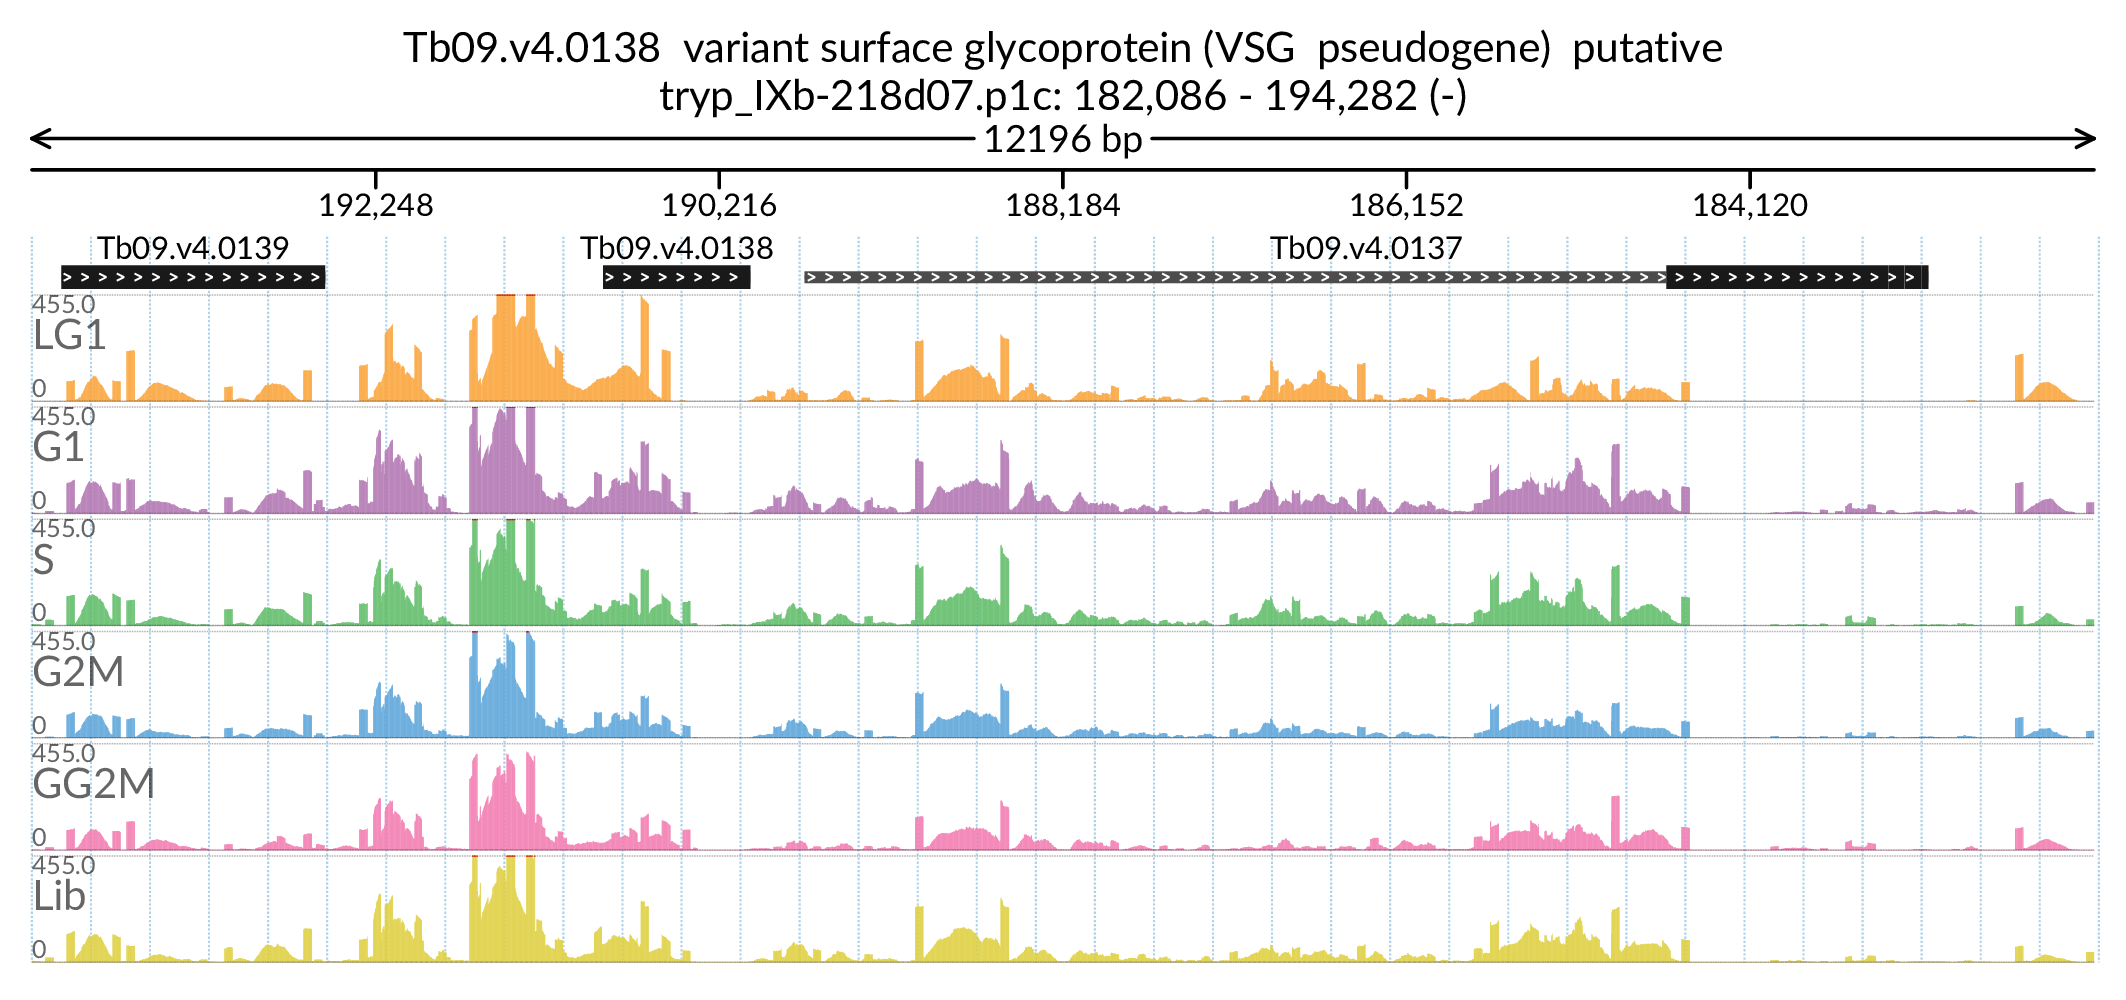 Tb09.v4.0138 variant surface glycoprotein (VSG pseudogene) putative
tryp_IXb-218d07.p1c: 182,086 - 194,282 (-)
12196 bp
192,248 190,216 188,184 186,152 184,120
Tb09.v4.0139 Tb09.v4.0138 Tb09.v4.0137
455.0
LG1
0
455.0
G1
0
455.0
S
0
455.0
G2M
0
455.0
GG2M
0
455.0
Lib
0